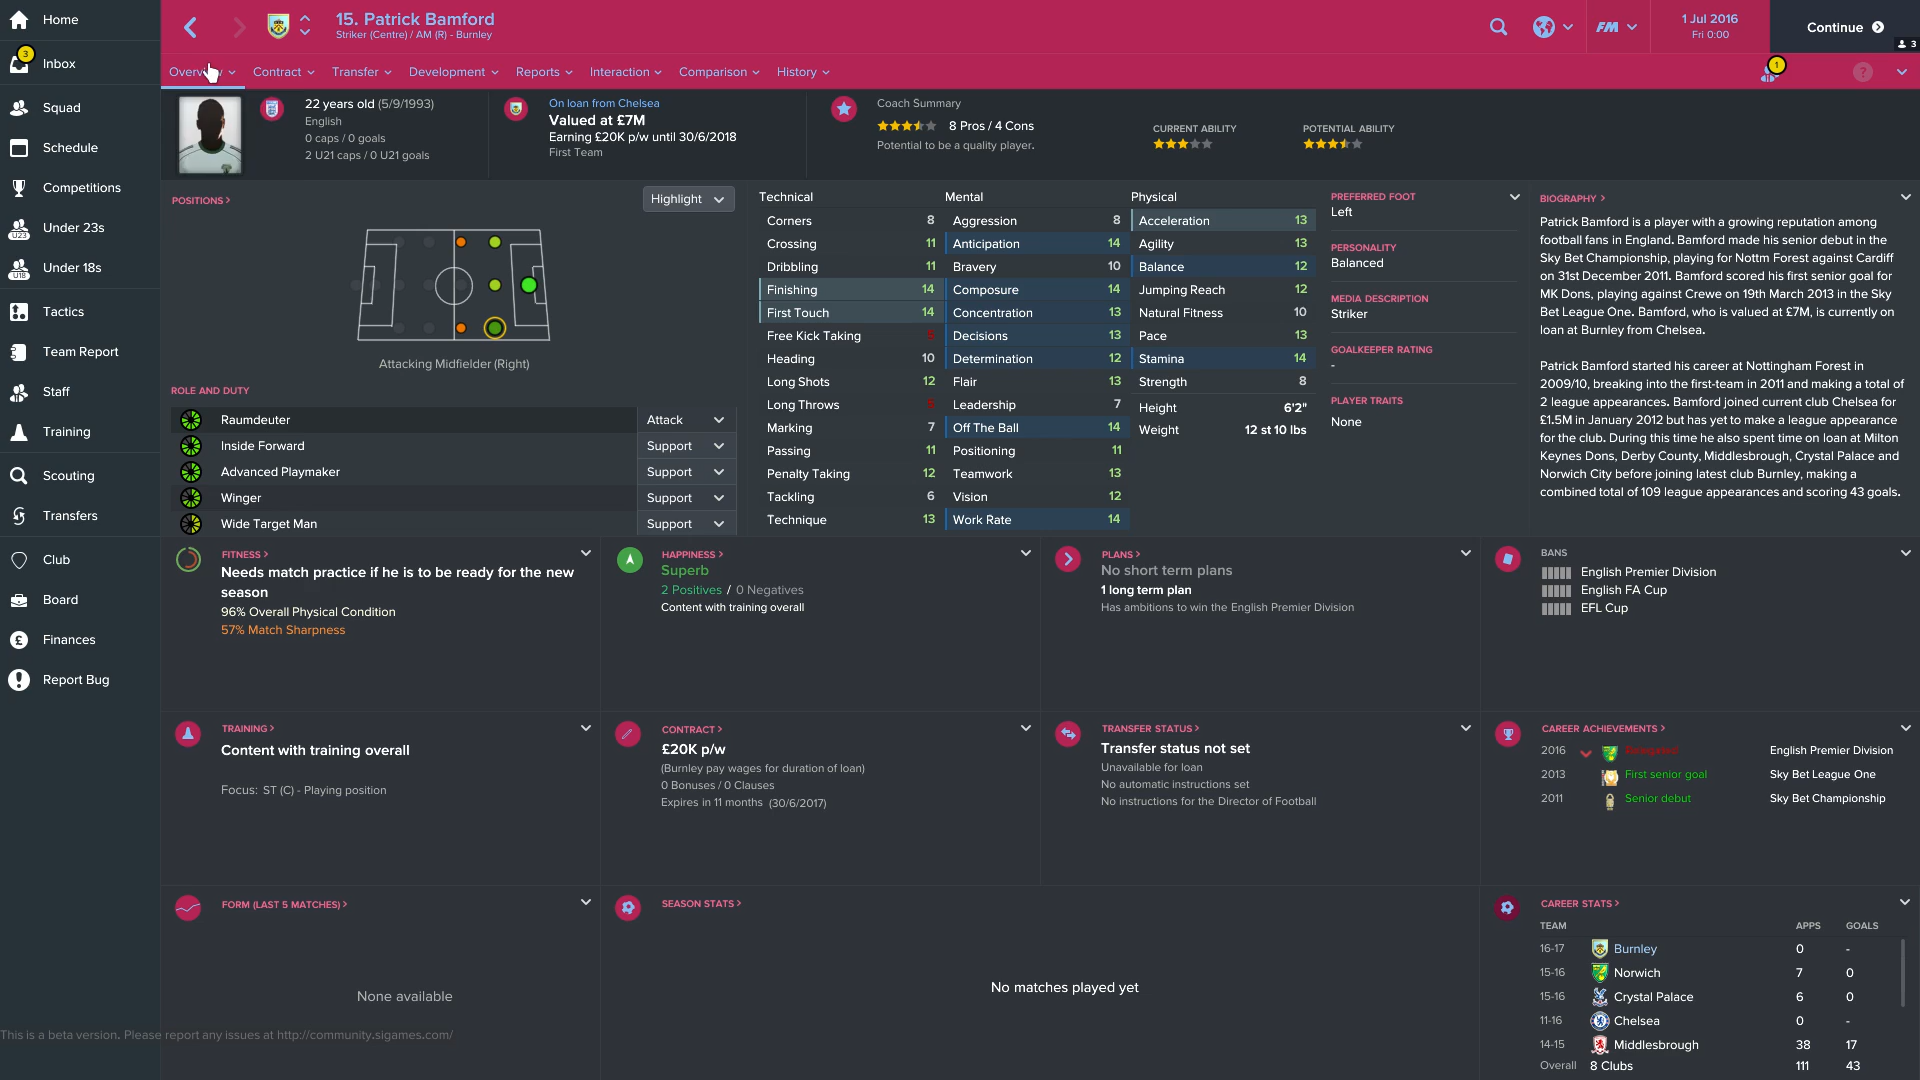 Home
Inbox
3
Squad
Schedule
Competitions
Under 23s
U23
Under 18s
U18
Tactics
Team Report
Staff
Training
Scouting
Transfers
Club
Board
Finances
Report Bug
15. Patrick Bamford
Striker (Centre) / AM (R) - Burnley
FM
1 Jul 2016
Fri 0:00
Continue
3
Contract
Transfer
Development
Reports
Interaction
Comparison
History
1
?
22 years old (5/9/1993)
English
0 caps / 0 goals
2 U21 caps / 0 U21 goals
On loan from Chelsea
Valued at £7M
Earning £20K p/w until 30/6/2018
First Team
Coach Summary
8 Pros / 4 Cons
Potential to be a quality player.
CURRENT ABILITY
POTENTIAL ABILITY
POSITIONS >
Highlight
Attacking Midfielder (Right)
ROLE AND DUTY
Raumdeuter Attack
Inside Forward Support
Advanced Playmaker Support
Winger Support
Wide Target Man Support
Technical
Corners 8
Crossing 11
Dribbling 11
Finishing 14
First Touch 14
Free Kick Taking 5
Heading 10
Long Shots 12
Long Throws
Marking 7
Passing 11
Penalty Taking 12
Tackling 6
Technique 13
Mental
Aggression 8
Anticipation 14
Bravery 10
Composure 14
Concentration 13
Decisions 13
Determination 12
Flair 13
Leadership 7
Off The Ball 14
Positioning 11
Teamwork 13
Vision 12
Work Rate 14
Physical
Acceleration 13
Agility 13
Balance 12
Jumping Reach 12
Natural Fitness 10
Pace 13
Stamina 14
Strength 8
Height 6'2"
Weight 12 st 10 lbs
PREFERRED FOOT
Left
PERSONALITY
Balanced
MEDIA DESCRIPTION
Striker
GOALKEEPER RATING
-
PLAYER TRAITS
None
BIOGRAPHY >
Patrick Bamford is a player with a growing reputation among
football fans in England. Bamford made his senior debut in the
Sky Bet Championship, playing for Nottm Forest against Cardiff
on 31st December 2011. Bamford scored his first senior goal for
MK Dons, playing against Crewe on 19th March 2013 in the Sky
Bet League One. Bamford, who is valued at £7M, is currently on
loan at Burnley from Chelsea.
Patrick Bamford started his career at Nottingham Forest in
2009/10, breaking into the first-team in 2011 and making a total of
2 league appearances. Bamford joined current club Chelsea for
£1.5M in January 2012 but has yet to make a league appearance
for the club. During this time he also spent time on loan at Milton
Keynes Dons, Derby County, Middlesbrough, Crystal Palace and
Norwich City before joining latest club Burnley, making a
combined total of 109 league appearances and scoring 43 goals.
FITNESS >
Needs match practice if he is to be ready for the new
season
96% Overall Physical Condition
57% Match Sharpness
HAPPINESS >
Superb
2 Positives / 0 Negatives
Content with training overall
PLANS >
No short term plans
1 long term plan
Has ambitions to win the English Premier Division
BANS
English Premier Division
English FA Cup
EFL Cup
TRAINING >
Content with training overall
Focus: ST (C) - Playing position
CONTRACT >
£20K p/w
(Burnley pay wages for duration of loan)
0 Bonuses / 0 Clauses
Expires in 11 months (30/6/2017)
TRANSFER STATUS >
Transfer status not set
Unavailable for loan
No automatic instructions set
No instructions for the Director of Football
CAREER ACHIEVEMENTS >
2016 Relegated English Premier Division
2013 First senior goal Sky Bet League One
2011 Senior debut Sky Bet Championship
FORM (LAST 5 MATCHES) >
None available
SEASON STATS >
No matches played yet
CAREER STATS >
TEAM APPS GOALS
16-17 Burnley 0 -
15-16 Norwich 7 0
15-16 Crystal Palace 6 0
11-16 Chelsea 0 -
14-15 Middlesbrough 38 17
Overall 8 Clubs 111 43
This is a beta version. Please report any issues at http://community.sigames.com/